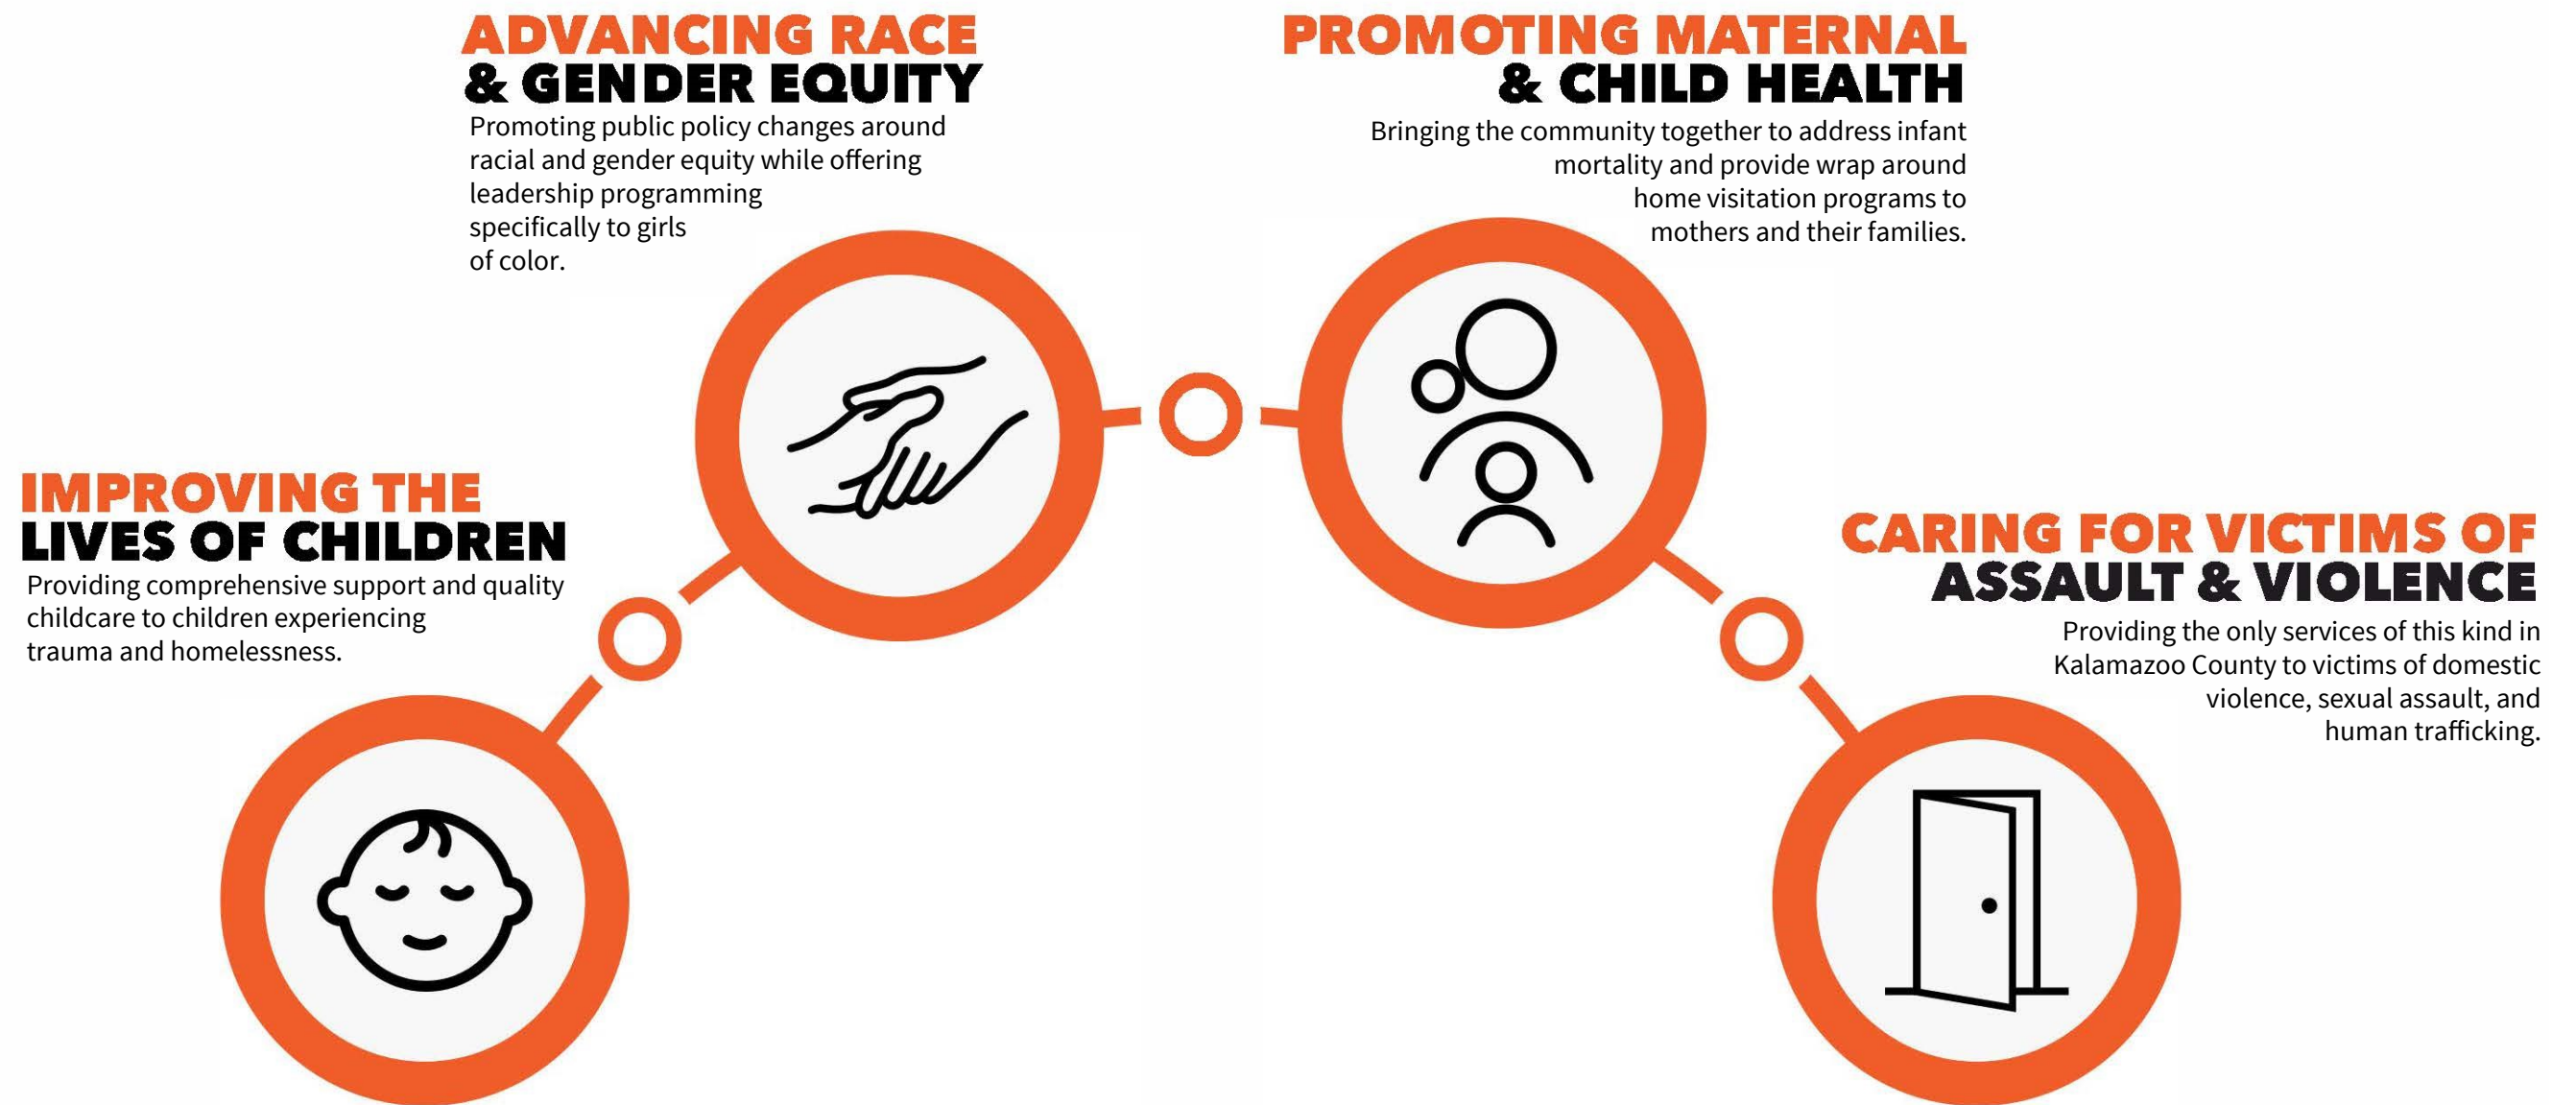 ADVANCING RACE
& GENDER EQUITY
Promoting public policy changes around
racial and gender equity while offering
leadership programming
specifically to girls
of color.
PROMOTING MATERNAL
& CHILD HEALTH
Bringing the community together to address infant
mortality and provide wrap around
home visitation programs to
mothers and their families.
IMPROVING THE
LIVES OF CHILDREN
Providing comprehensive support and quality
childcare to children experiencing
trauma and homelessness.
CARING FOR VICTIMS OF
ASSAULT & VIOLENCE
Providing the only services of this kind in
Kalamazoo County to victims of domestic
violence, sexual assault, and
human trafficking.